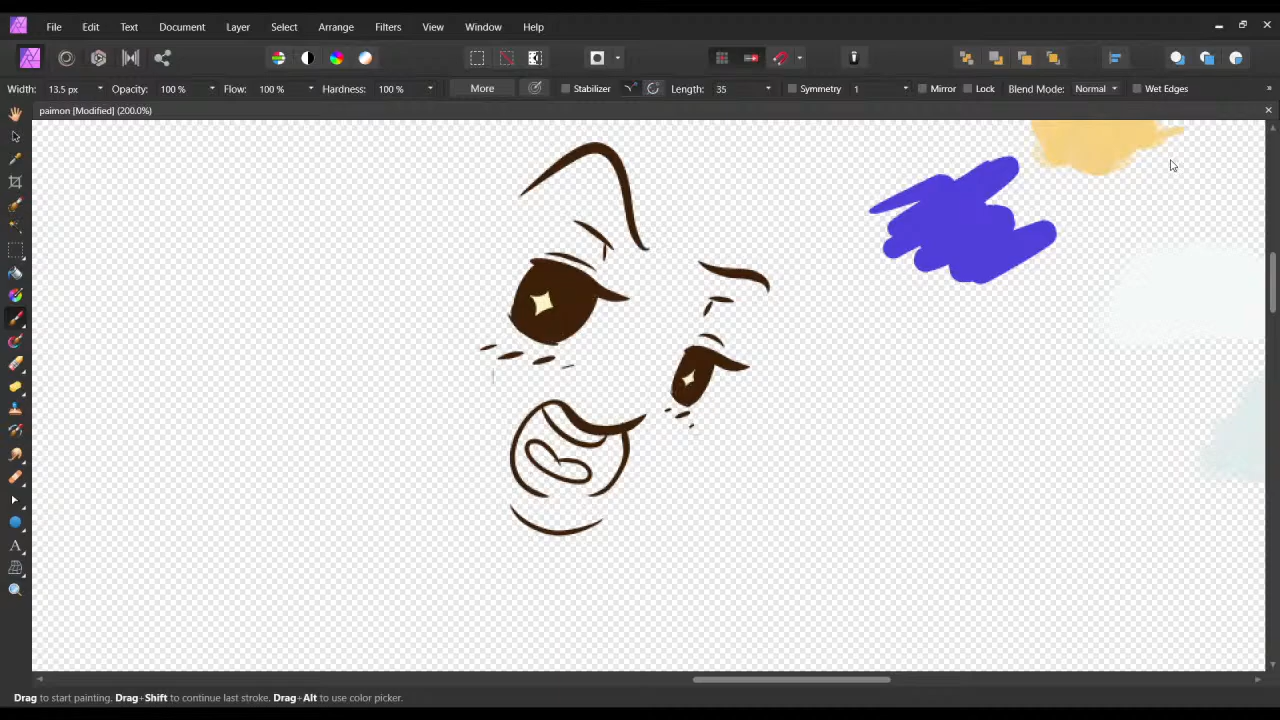 File Edit Text Document Layer Select Arrange Filters View Window Help
Width: 13.5 px Opacity: 100 % Flow: 100 % Hardness: 100 % More Stabilizer Length: 35 Symmetry 1 Mirror Lock Blend Mode: Normal Wet Edges »
paimon [Modified] (200.0%)
A
Drag to start painting. Drag+Shift to continue last stroke. Drag+Alt to use color picker.